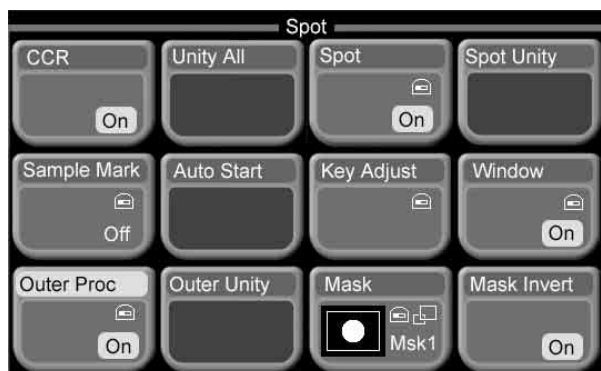 Spot
CCR Unity All Spot Spot Unity
On On
Sample Mark Auto Start Key Adjust Window
Off On
Outer Proc Outer Unity Mask Mask Invert
On Msk1 On